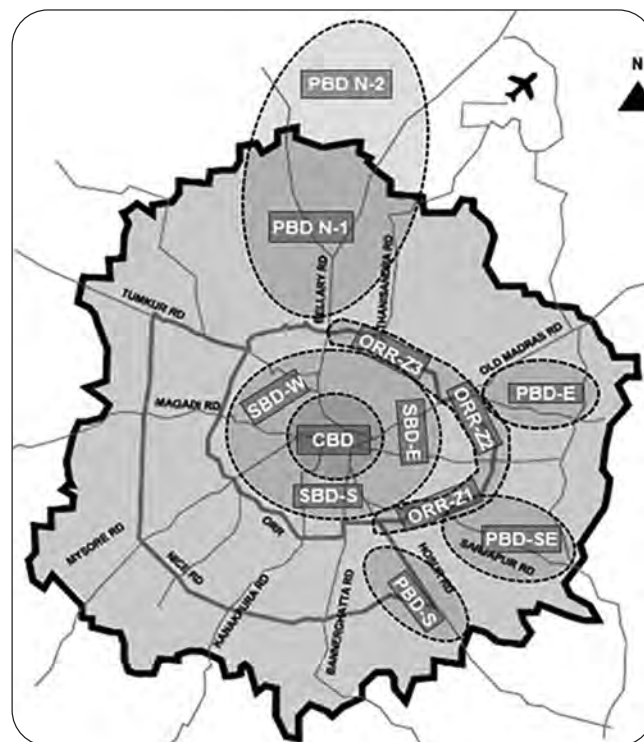 N
PBD N-2
PBD N-1
BELLARY RD
THANISANDRA RD
TUMKUR RD
OLD MADRAS RD
ORR-Z3
PBD-E
SBD-W
MAGADI RD
ORR-Z2
SBD-E
CBD
SBD-S
ORR-Z1
ORR
PBD-SE
SARJAPUR RD
MYSORE RD
NICE RD
HOSUR RD
PBD-S
KANAKAPURA RD
BANNERGHATTA RD